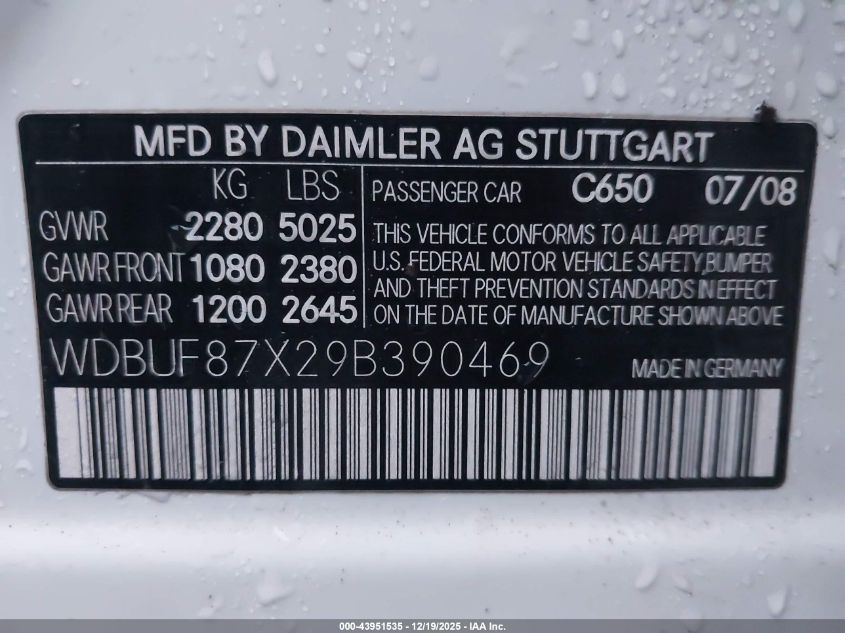 MFD BY DAIMLER AG STUTTGART
KG LBS
GVWR 2280 5025
GAWR FRONT 1080 2380
GAWR REAR 1200 2645
PASSENGER CAR C650 07/08
THIS VEHICLE CONFORMS TO ALL APPLICABLE
U.S. FEDERAL MOTOR VEHICLE SAFETY,BUMPER
AND THEFT PREVENTION STANDARDS IN EFFECT
ON THE DATE OF MANUFACTURE SHOWN ABOVE
WDBUF87X29B390469 MADE IN GERMANY
000-43951535 - 12/19/2025 - IAA Inc.